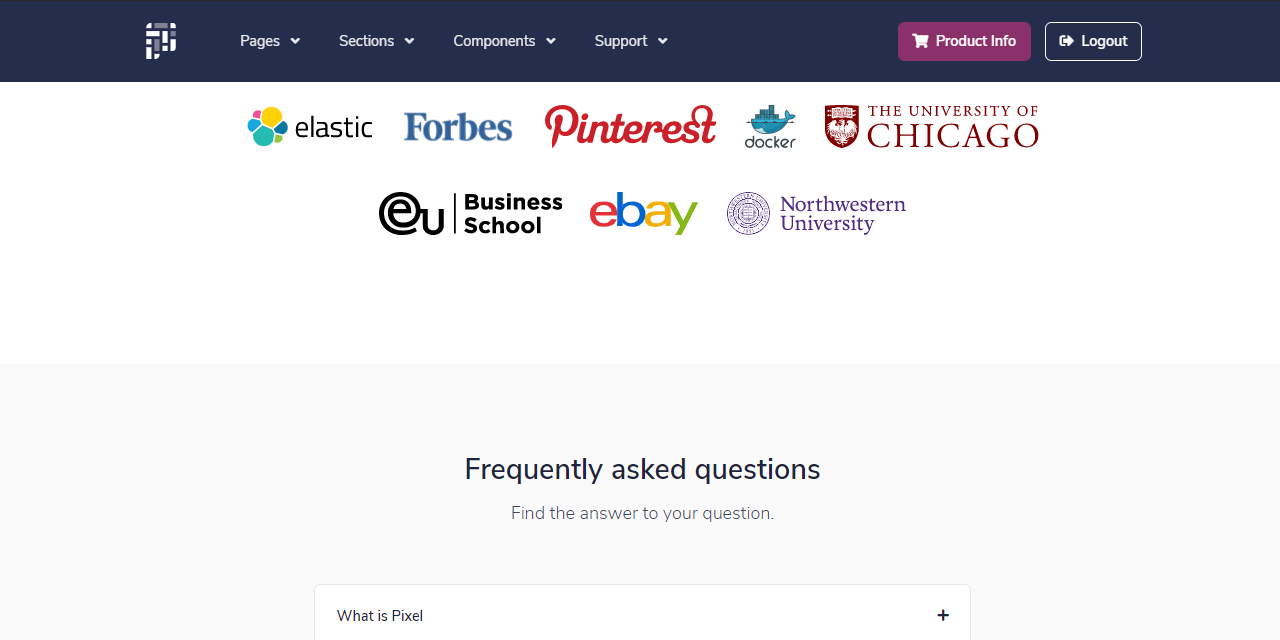 Pages
Sections
Components
Support
Product Info
Logout
elastic
Forbes
Pinterest
docker
THE UNIVERSITY OF
CHICAGO
eu
Business
School
ebay
Northwestern
University
Frequently asked questions
Find the answer to your question.
What is Pixel